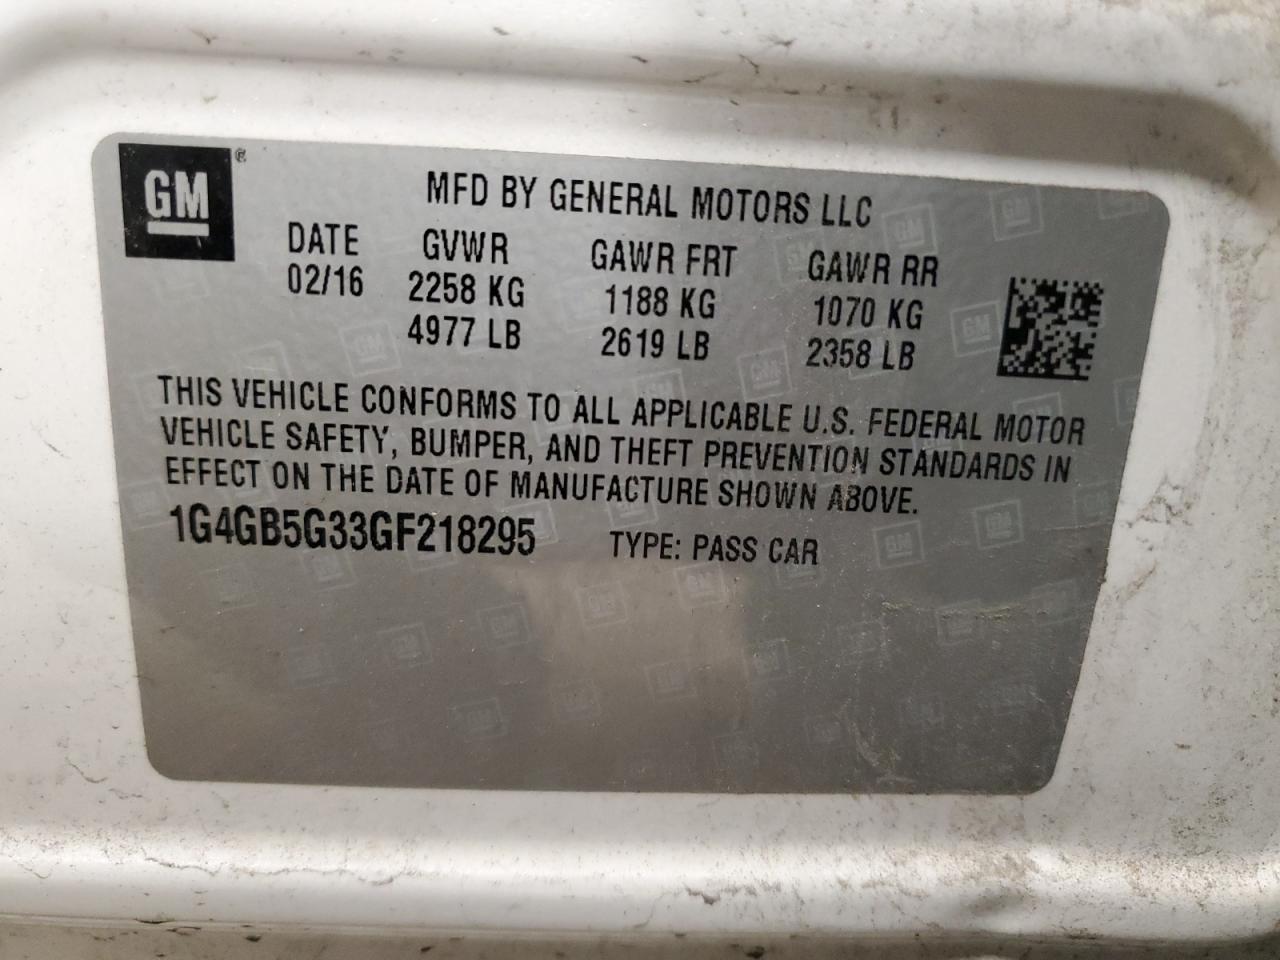 GM
MFD BY GENERAL MOTORS LLC
DATE GVWR GAWR FRT GAWR RR
02/16 2258 KG 1188 KG 1070 KG
4977 LB 2619 LB 2358 LB
THIS VEHICLE CONFORMS TO ALL APPLICABLE U.S. FEDERAL MOTOR
VEHICLE SAFETY, BUMPER, AND THEFT PREVENTION STANDARDS IN
EFFECT ON THE DATE OF MANUFACTURE SHOWN ABOVE.
1G4GB5G33GF218295 TYPE: PASS CAR